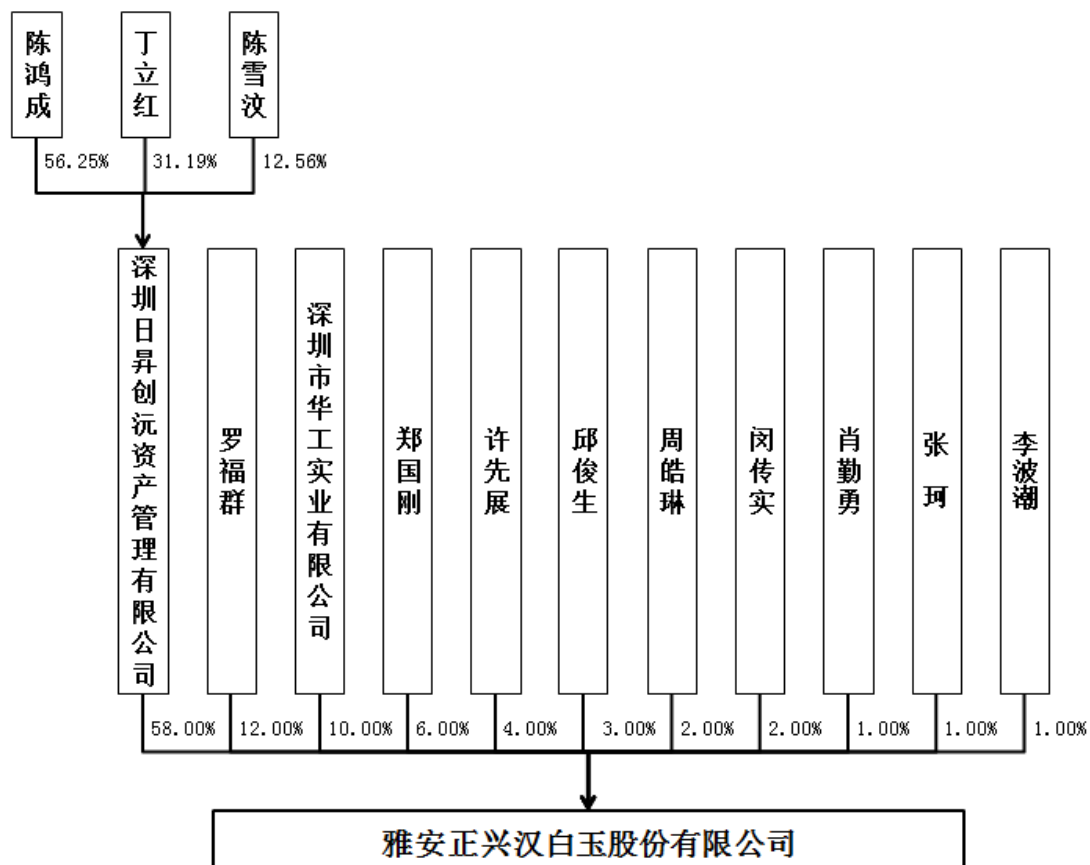 陈鸿成
丁立红
陈雪汶
56.25%
31.19%
12.56%
深圳日昇创沅资产管理有限公司
罗福群
深圳市华工实业有限公司
郑国刚
许先展
邱俊生
周皓琳
闵传实
肖勤勇
张珂
李波潮
58.00%
12.00%
10.00%
6.00%
4.00%
3.00%
2.00%
2.00%
1.00%
1.00%
1.00%
雅安正兴汉白玉股份有限公司